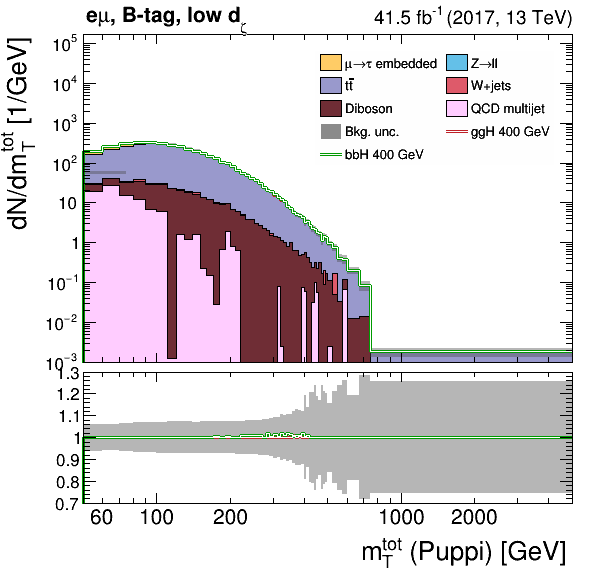 eμ, B-tag, low dζ 41.5 fb⁻¹ (2017, 13 TeV)
dN/dm_T^tot [1/GeV]
10⁵
10⁴
10³
10²
10
1
10⁻¹
10⁻²
10⁻³
μ→τ embedded Z→ll
tt̄ W+jets
Diboson QCD multijet
Bkg. unc. ggH 400 GeV
bbH 400 GeV
1.3
1.2
1.1
1
0.9
0.8
0.7
60 100 200 1000 2000
m_T^tot (Puppi) [GeV]